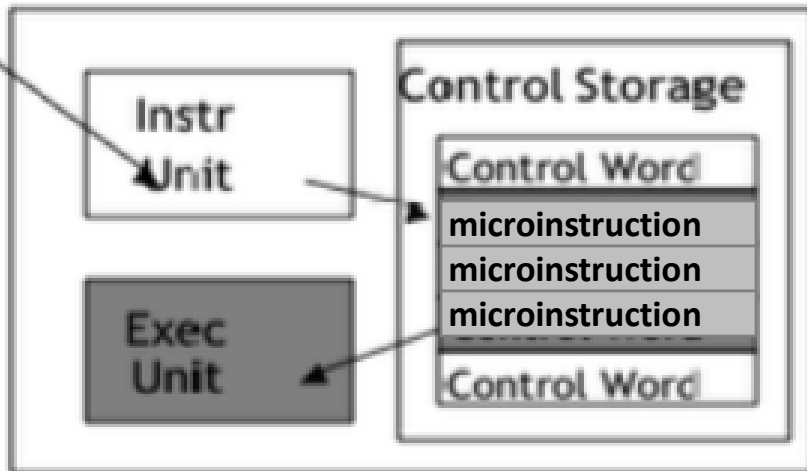 Instr
Unit
Control Storage
Control Word
microinstruction
microinstruction
microinstruction
Exec
Unit
Control Word